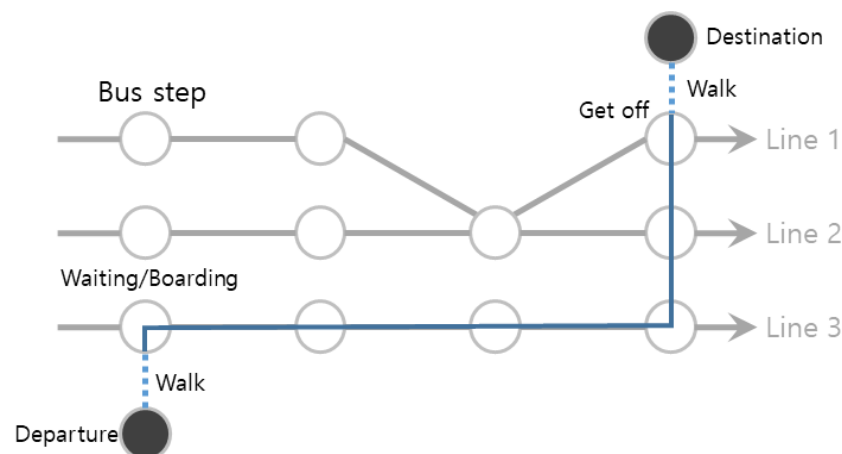 Destination
Bus step
Walk
Get off
Line 1
Line 2
Waiting/Boarding
Line 3
Walk
Departure